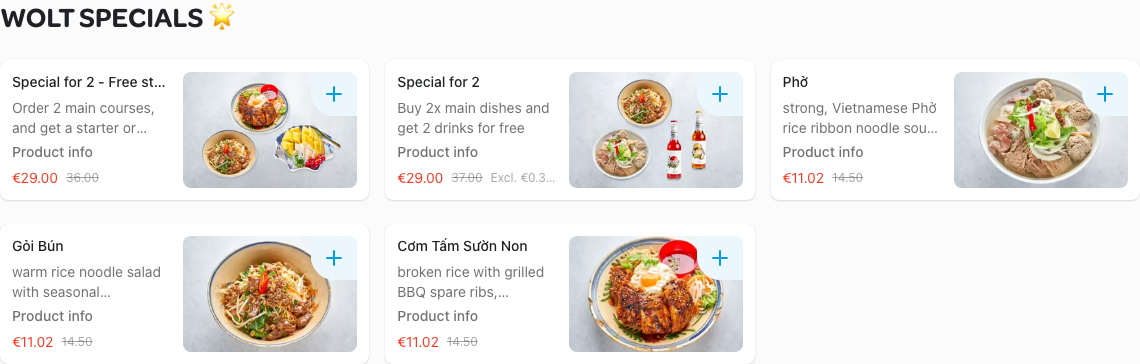 WOLT SPECIALS 🌟
Special for 2 - Free st...
Order 2 main courses,
and get a starter or...
Product info
€29.00 36.00
Special for 2
Buy 2x main dishes and
get 2 drinks for free
Product info
€29.00 37.00 Excl. €0.3...
Phở
strong, Vietnamese Phở
rice ribbon noodle sou...
Product info
€11.02 14.50
Gỏi Bún
warm rice noodle salad
with seasonal...
Product info
€11.02 14.50
Cơm Tấm Sườn Non
broken rice with grilled
BBQ spare ribs,...
Product info
€11.02 14.50